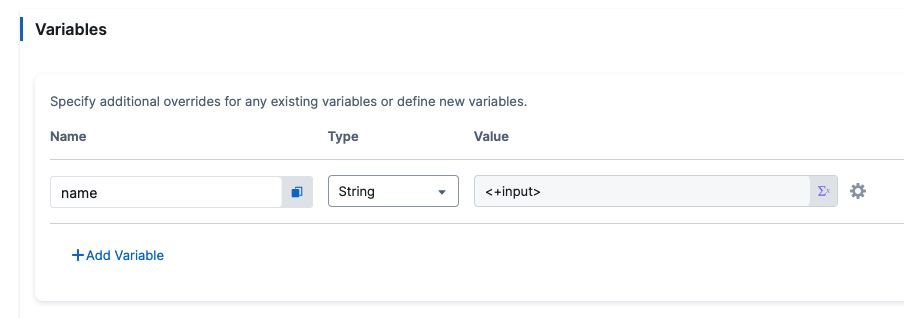 Variables
Specify additional overrides for any existing variables or define new variables.
Name Type Value
name String <+input> Σx
+ Add Variable